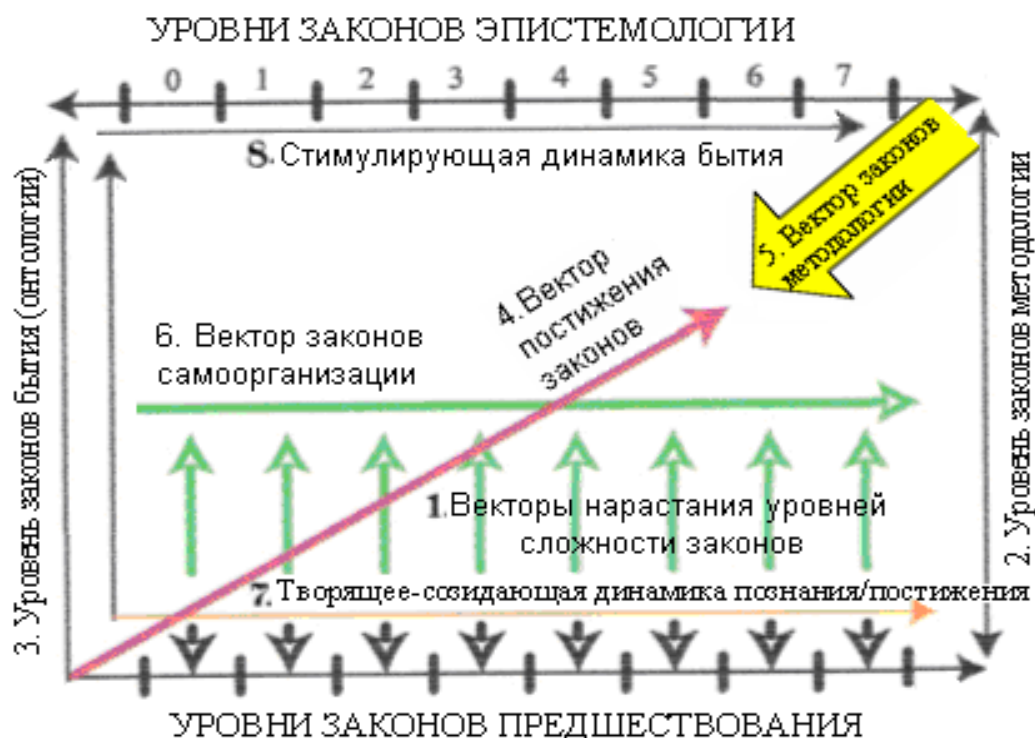 УРОВНИ ЗАКОНОВ ЭПИСТЕМОЛОГИИ
0 1 2 3 4 5 6 7
8. Стимулирующая динамика бытия
5. Вектор законов
методологии
4.Вектор
постижения
законов
6. Вектор законов
самоорганизации
1.Векторы нарастания уровней
сложности законов
7. Творящее-созидающая динамика познания/постижения
3. Уровень законов бытия (онтологии)
2. Уровень законов методологии
УРОВНИ ЗАКОНОВ ПРЕДШЕСТВОВАНИЯ